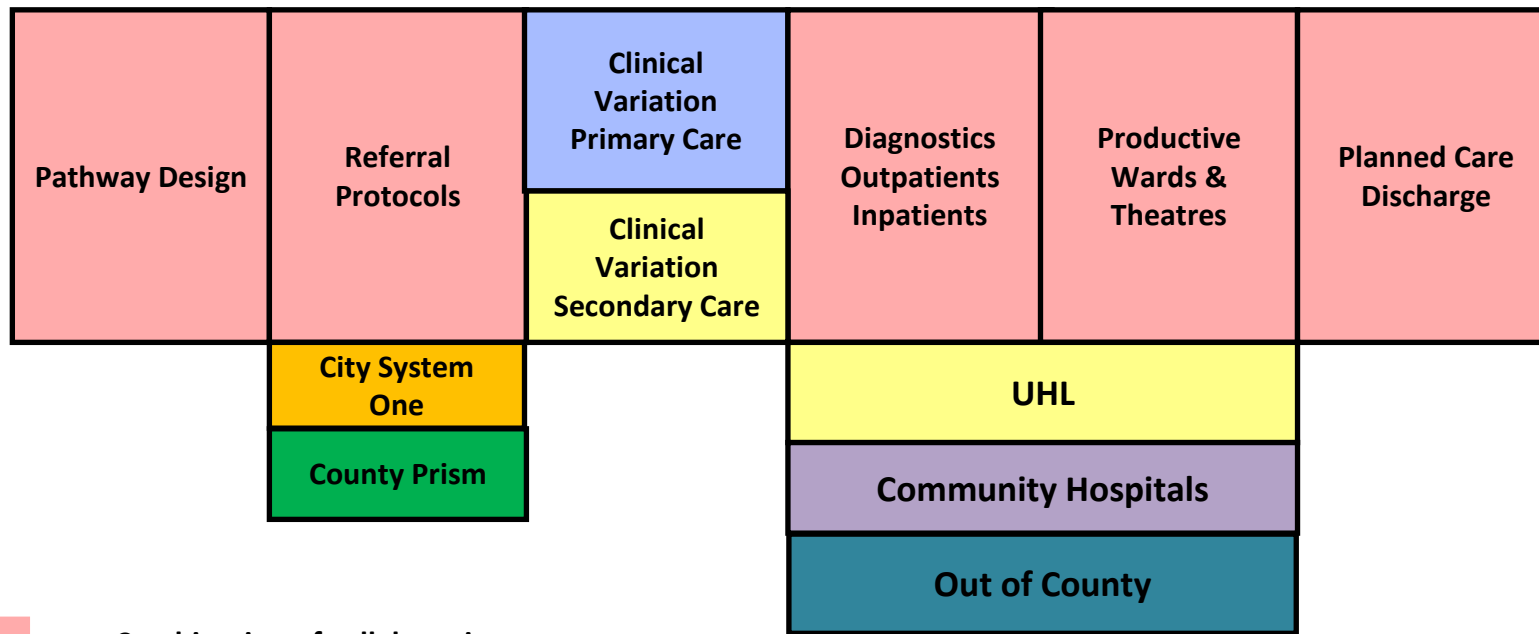 Pathway Design
Referral
Protocols
Clinical
Variation
Primary Care
Clinical
Variation
Secondary Care
Diagnostics
Outpatients
Inpatients
Productive
Wards &
Theatres
Planned Care
Discharge
City System
One
County Prism
UHL
Community Hospitals
Out of County